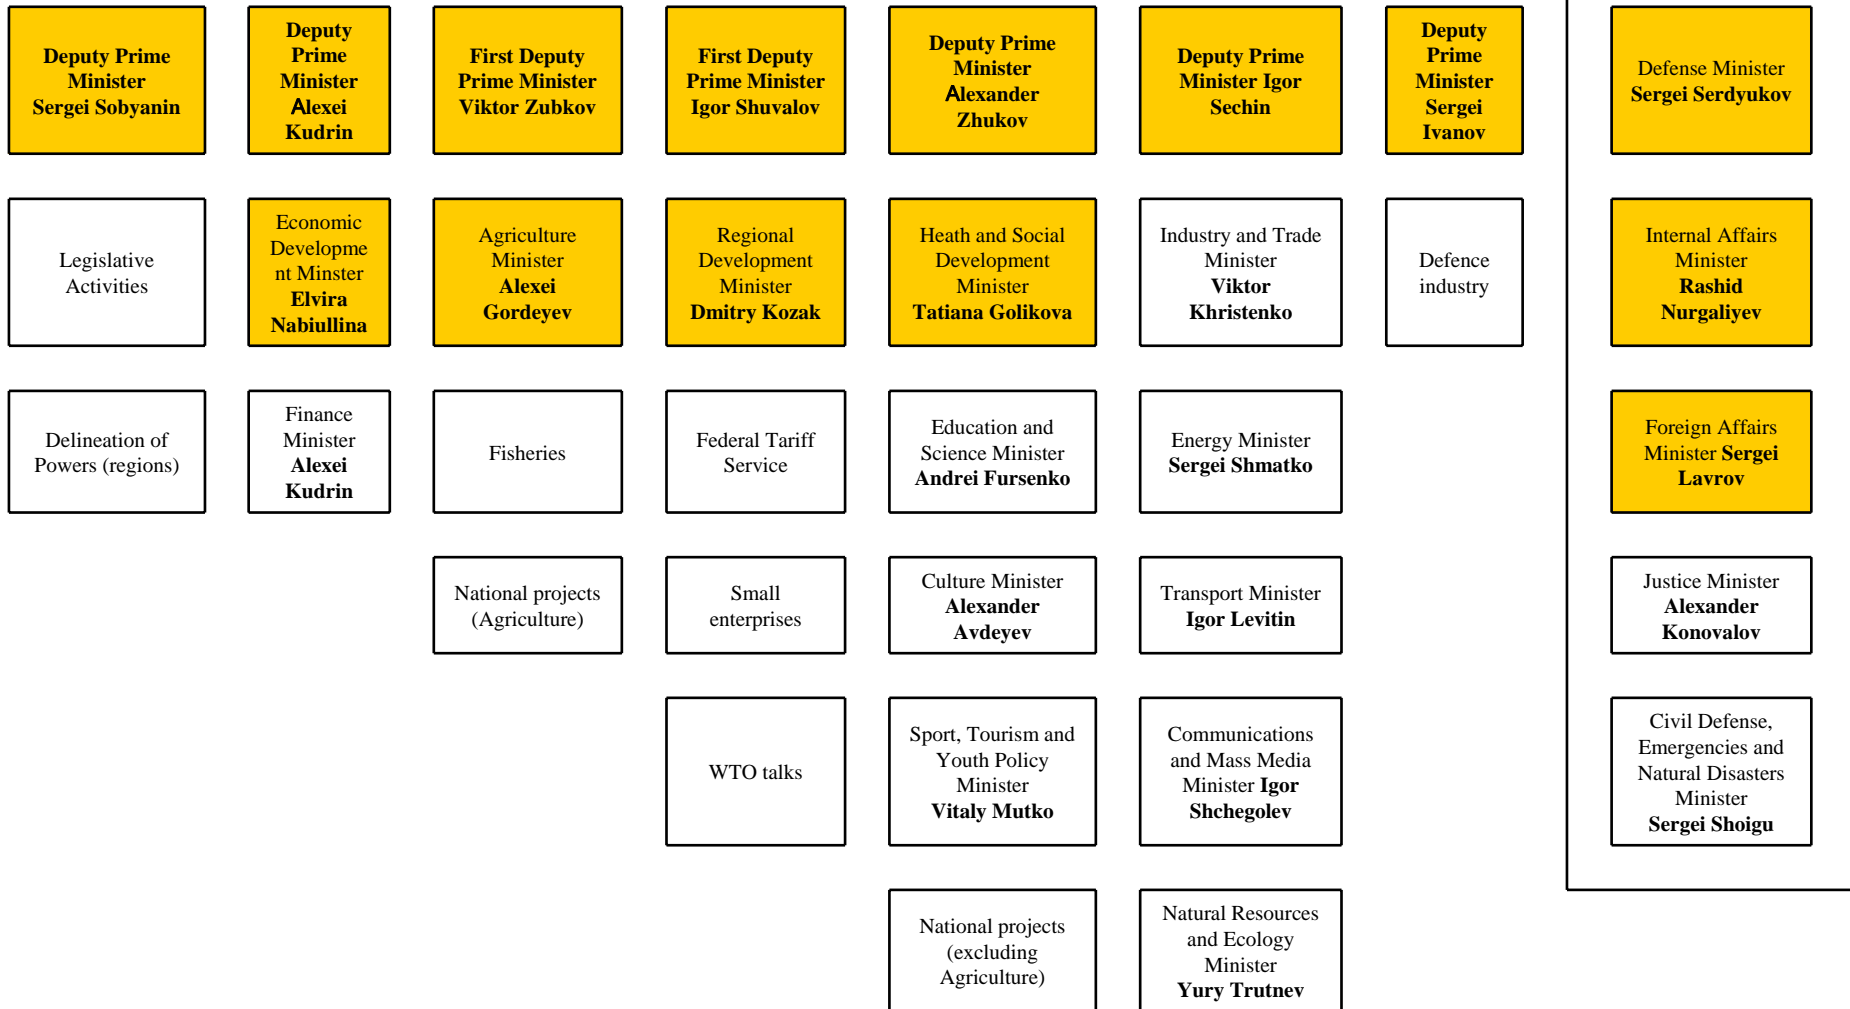 Deputy Prime
Minister
Sergei Sobyanin
Deputy
Prime
Minister
Alexei
Kudrin
First Deputy
Prime Minister
Viktor Zubkov
First Deputy
Prime Minister
Igor Shuvalov
Deputy Prime
Minister
Alexander
Zhukov
Deputy Prime
Minister Igor
Sechin
Deputy
Prime
Minister
Sergei
Ivanov
Defense Minister
Sergei Serdyukov
Legislative
Activities
Economic
Developme
nt Minster
Elvira
Nabiullina
Agriculture
Minister
Alexei
Gordeyev
Regional
Development
Minister
Dmitry Kozak
Heath and Social
Development
Minister
Tatiana Golikova
Industry and Trade
Minister
Viktor
Khristenko
Defence
industry
Internal Affairs
Minister
Rashid
Nurgaliyev
Delineation of
Powers (regions)
Finance
Minister
Alexei
Kudrin
Fisheries
Federal Tariff
Service
Education and
Science Minister
Andrei Fursenko
Energy Minister
Sergei Shmatko
Foreign Affairs
Minister Sergei
Lavrov
National projects
(Agriculture)
Small
enterprises
Culture Minister
Alexander
Avdeyev
Transport Minister
Igor Levitin
Justice Minister
Alexander
Konovalov
WTO talks
Sport, Tourism and
Youth Policy
Minister
Vitaly Mutko
Communications
and Mass Media
Minister Igor
Shchegolev
Civil Defense,
Emergencies and
Natural Disasters
Minister
Sergei Shoigu
National projects
(excluding
Agriculture)
Natural Resources
and Ecology
Minister
Yury Trutnev